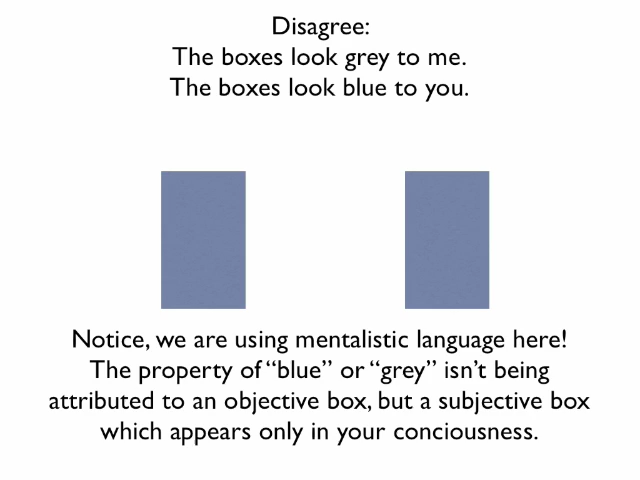 Disagree:
The boxes look grey to me.
The boxes look blue to you.
Notice, we are using mentalistic language here!
The property of “blue” or “grey” isn’t being
attributed to an objective box, but a subjective box
which appears only in your conciousness.